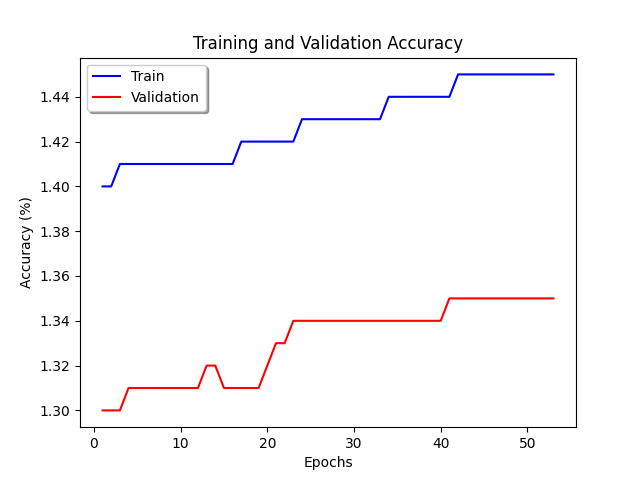 Training and Validation Accuracy
Train
Validation
1.44
1.42
1.40
1.38
1.36
1.34
1.32
1.30
Accuracy (%)
0 10 20 30 40 50
Epochs